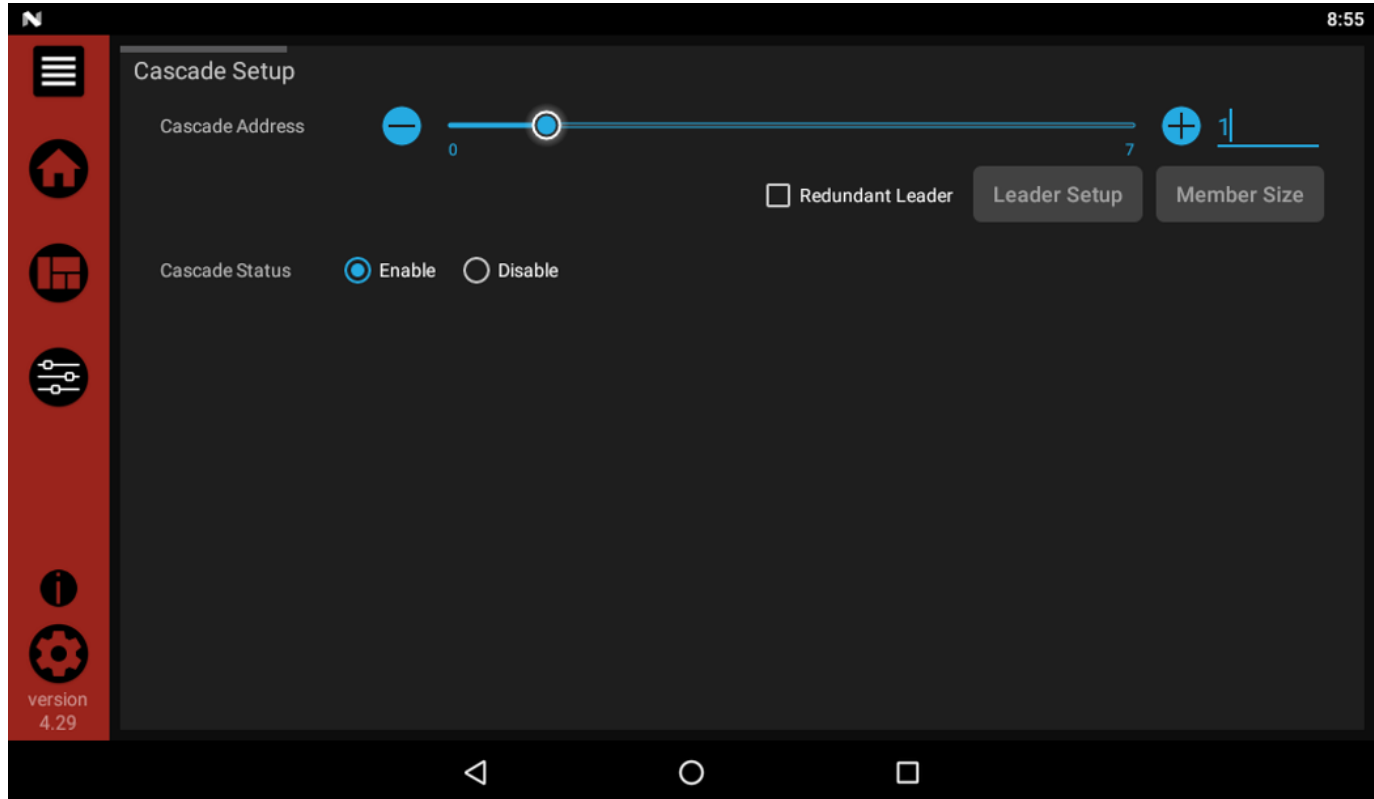 8:55
Cascade Setup
Cascade Address
0
7
1
Redundant Leader
Leader Setup
Member Size
Cascade Status
Enable
Disable
version
4.29